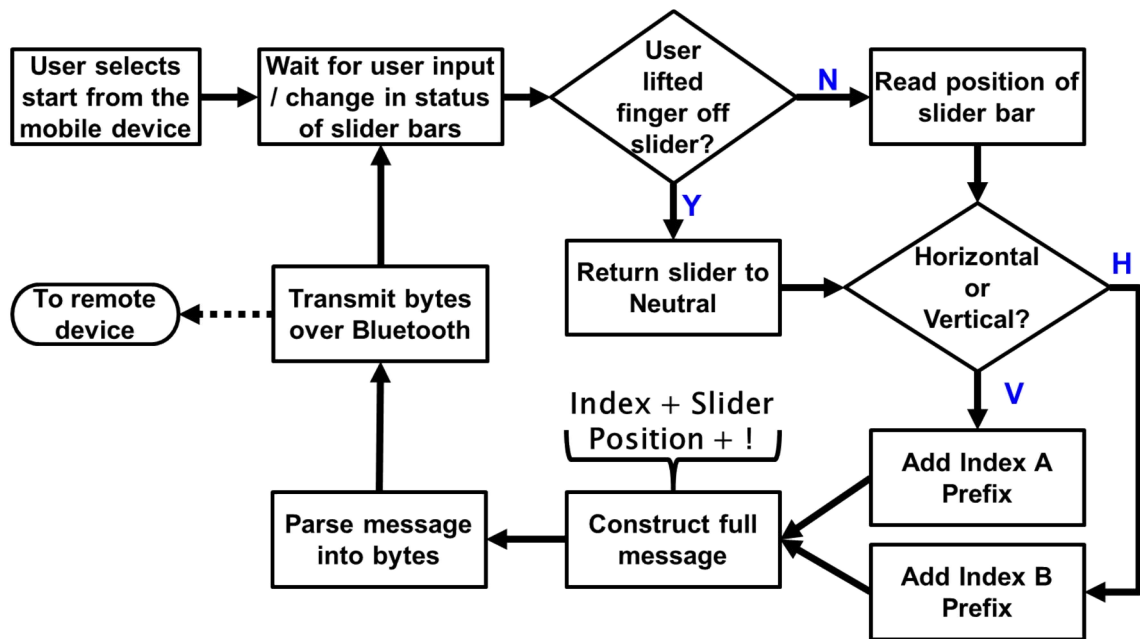 User selects
start from the
mobile device
Wait for user input
/ change in status
of slider bars
User
lifted
finger off
slider?
N
Read position of
slider bar
Y
Return slider to
Neutral
Horizontal
or
Vertical?
H
To remote
device
Transmit bytes
over Bluetooth
V
Index + Slider
Position + !
Add Index A
Prefix
Parse message
into bytes
Construct full
message
Add Index B
Prefix